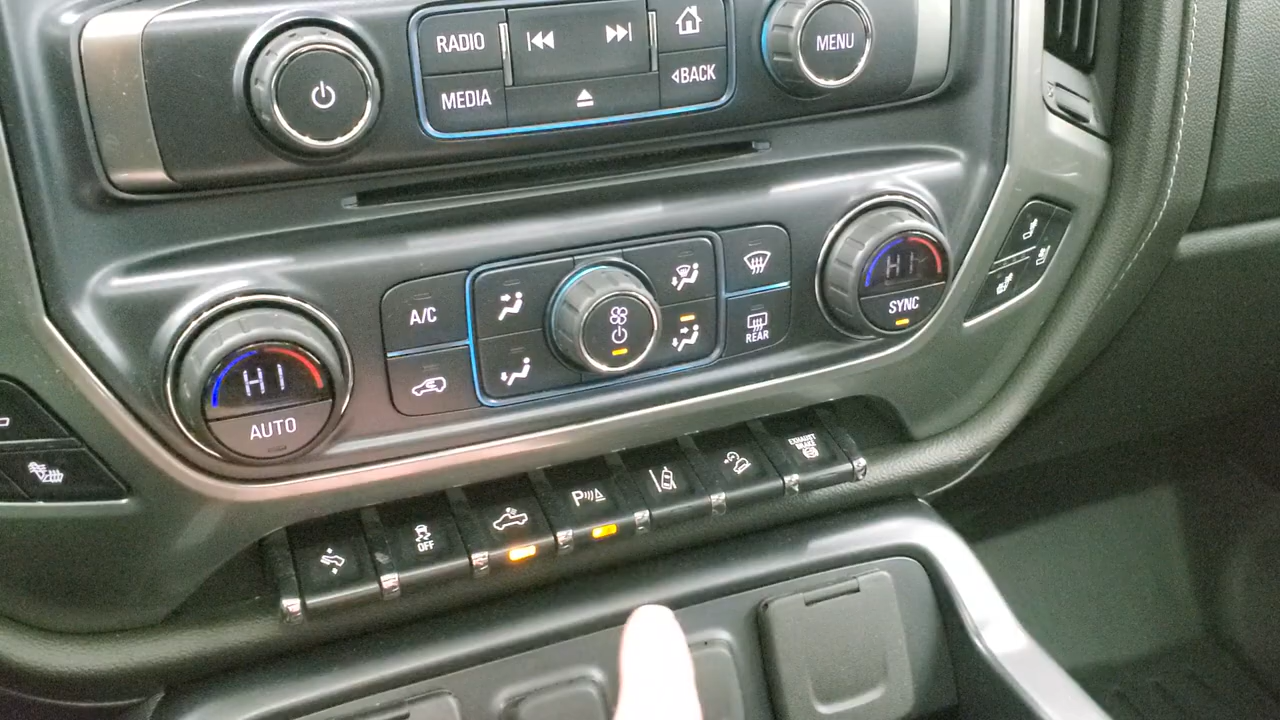 RADIO
MEDIA
BACK
MENU
A/C
REAR
HI
SYNC
HI
AUTO
OFF
P
EXHAUST
BRAKE